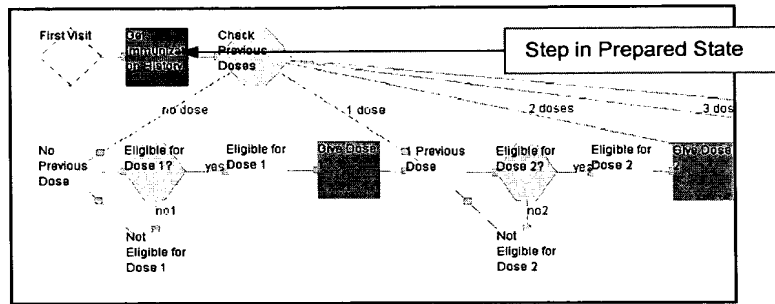 First Visit
Get
Immunizati
on History
Check
Previous
Doses
Step in Prepared State
no dose
1 dose
2 doses
3 dos
No
Previous
Dose
Eligible for
Dose 1?
yes
Eligible for
Dose 1
Give Dose
1 Previous
Dose
Eligible for
Dose 2?
yes
Eligible for
Dose 2
Give Dose
no1
no2
Not
Eligible for
Dose 1
Not
Eligible for
Dose 2